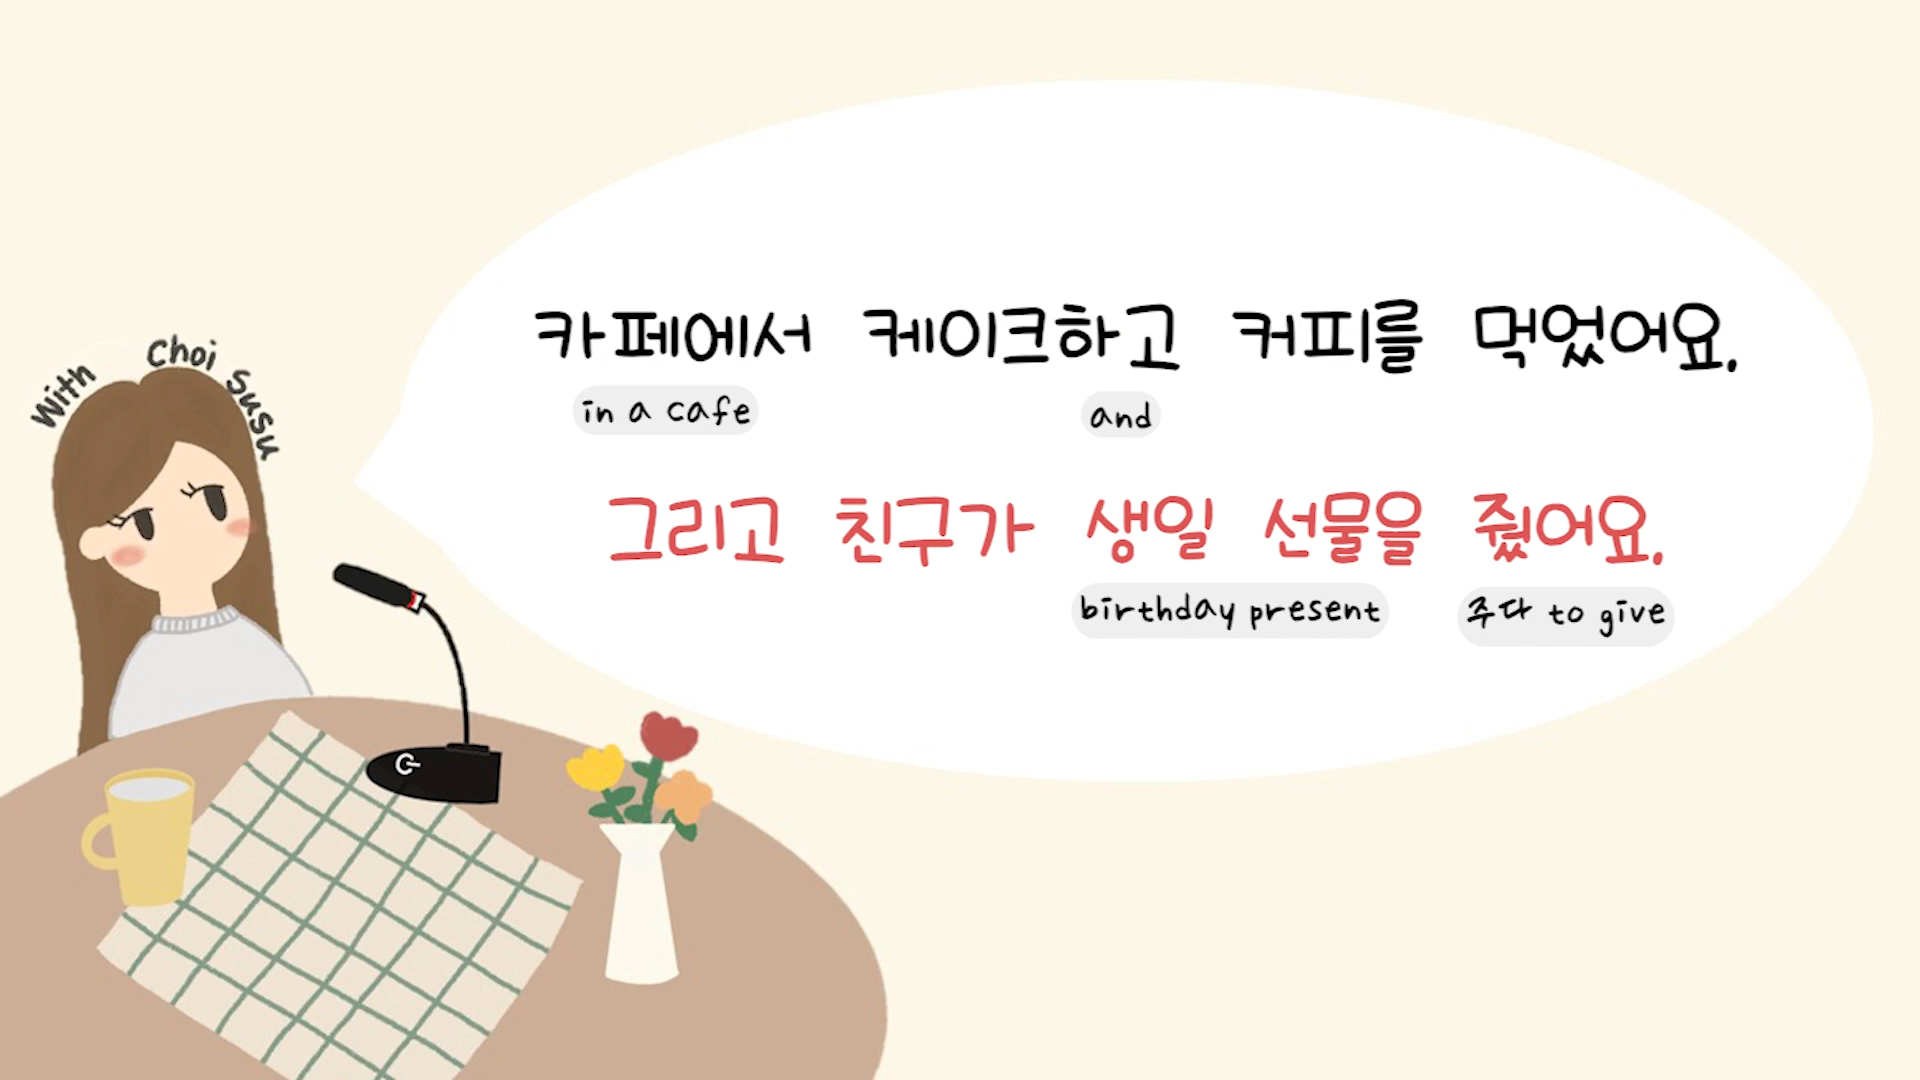 With Choi Susu
카페에서 케이크하고 커피를 먹었어요.
in a cafe and
그리고 친구가 생일 선물을 줬어요.
birthday present 주다 to give